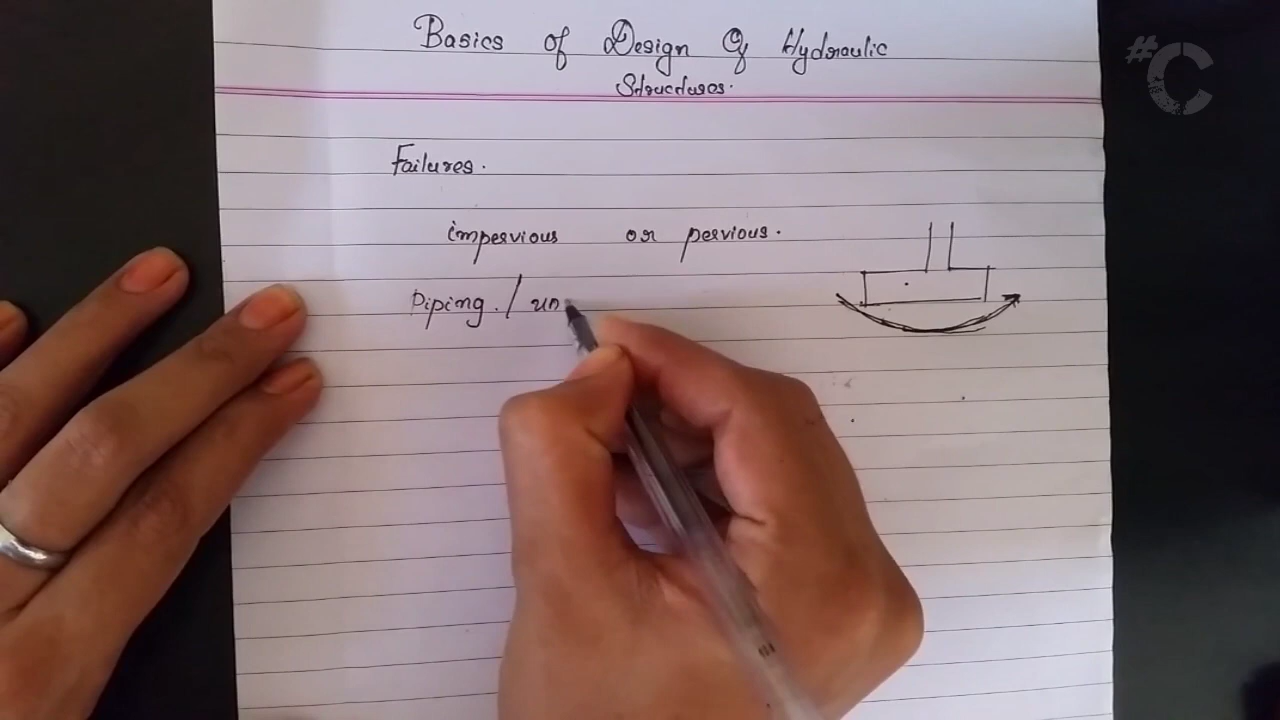 Basics of Design Of Hydraulic
Structures.
Failures.
impervious or pervious.
Piping. / un
#C